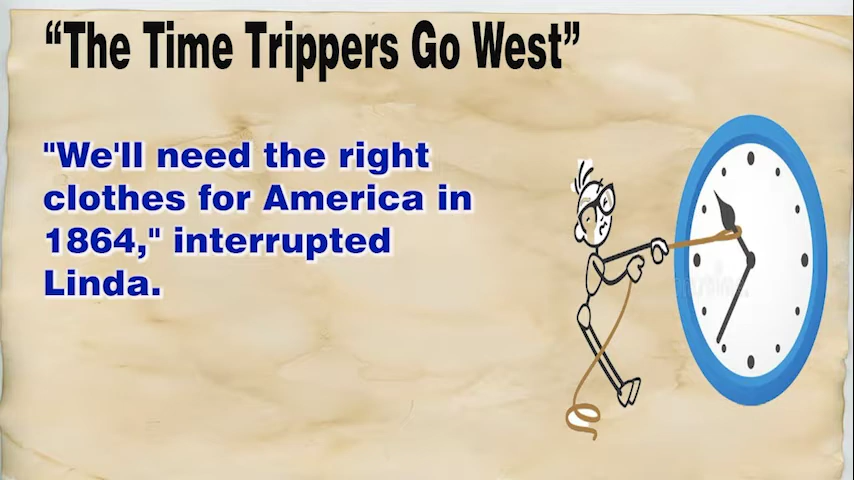 “The Time Trippers Go West”
"We'll need the right
clothes for America in
1864," interrupted
Linda.